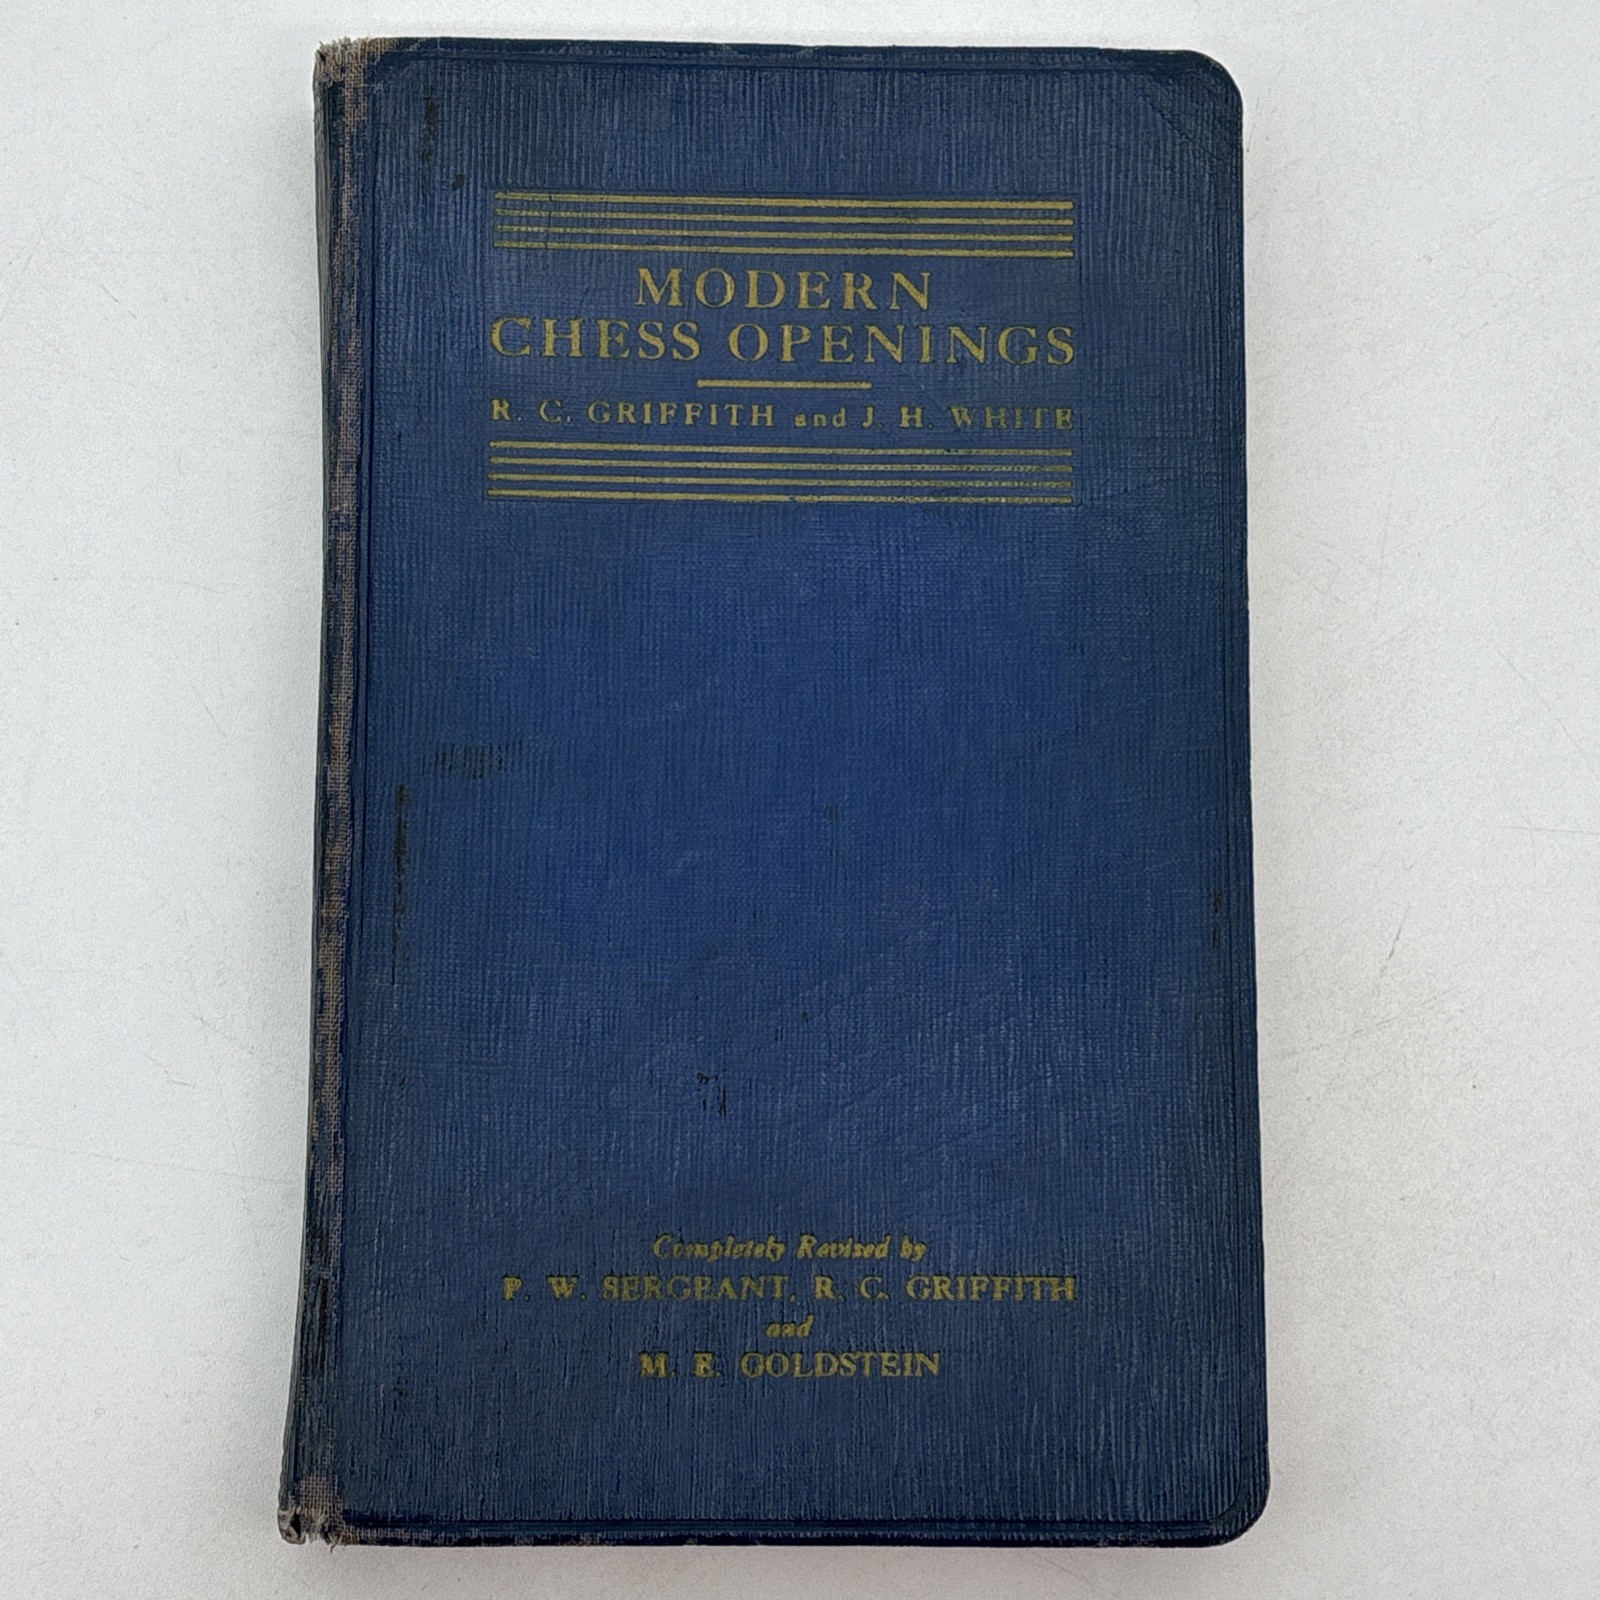 MODERN
CHESS OPENINGS
R. C. GRIFFITH and J. H. WHITE
Completely Revised by
P. W. SERGEANT, R. C. GRIFFITH
and
M. E. GOLDSTEIN